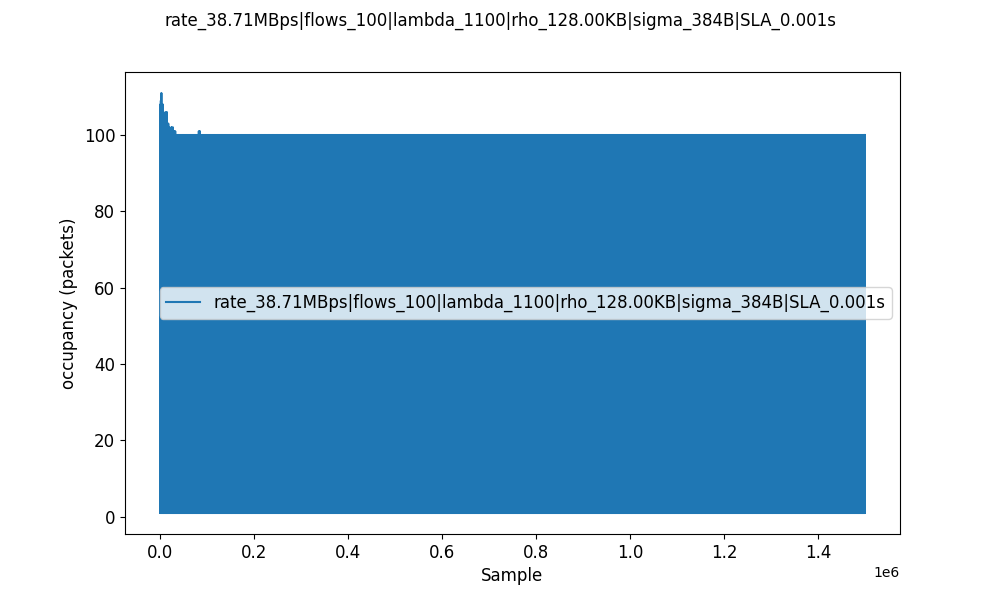 rate_38.71MBps|flows_100|lambda_1100|rho_128.00KB|sigma_384B|SLA_0.001s
occupancy (packets)
100
80
60
40
20
0
rate_38.71MBps|flows_100|lambda_1100|rho_128.00KB|sigma_384B|SLA_0.001s
0.0 0.2 0.4 0.6 0.8 1.0 1.2 1.4
1e6
Sample